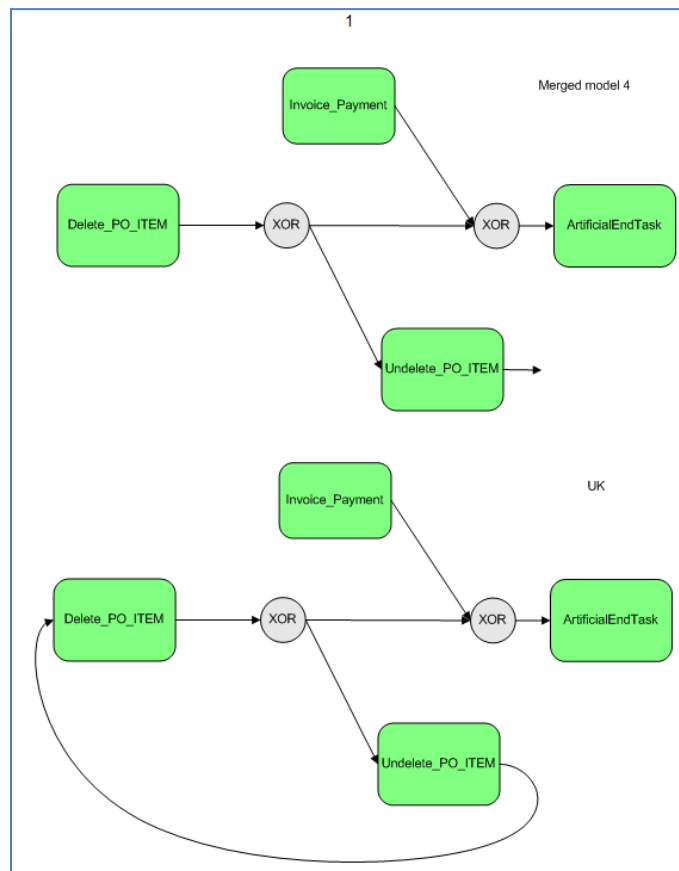 1
Invoice_Payment
Merged model 4
Delete_PO_ITEM
XOR
XOR
ArtificialEndTask
Undelete_PO_ITEM
Invoice_Payment
UK
Delete_PO_ITEM
XOR
XOR
ArtificialEndTask
Undelete_PO_ITEM